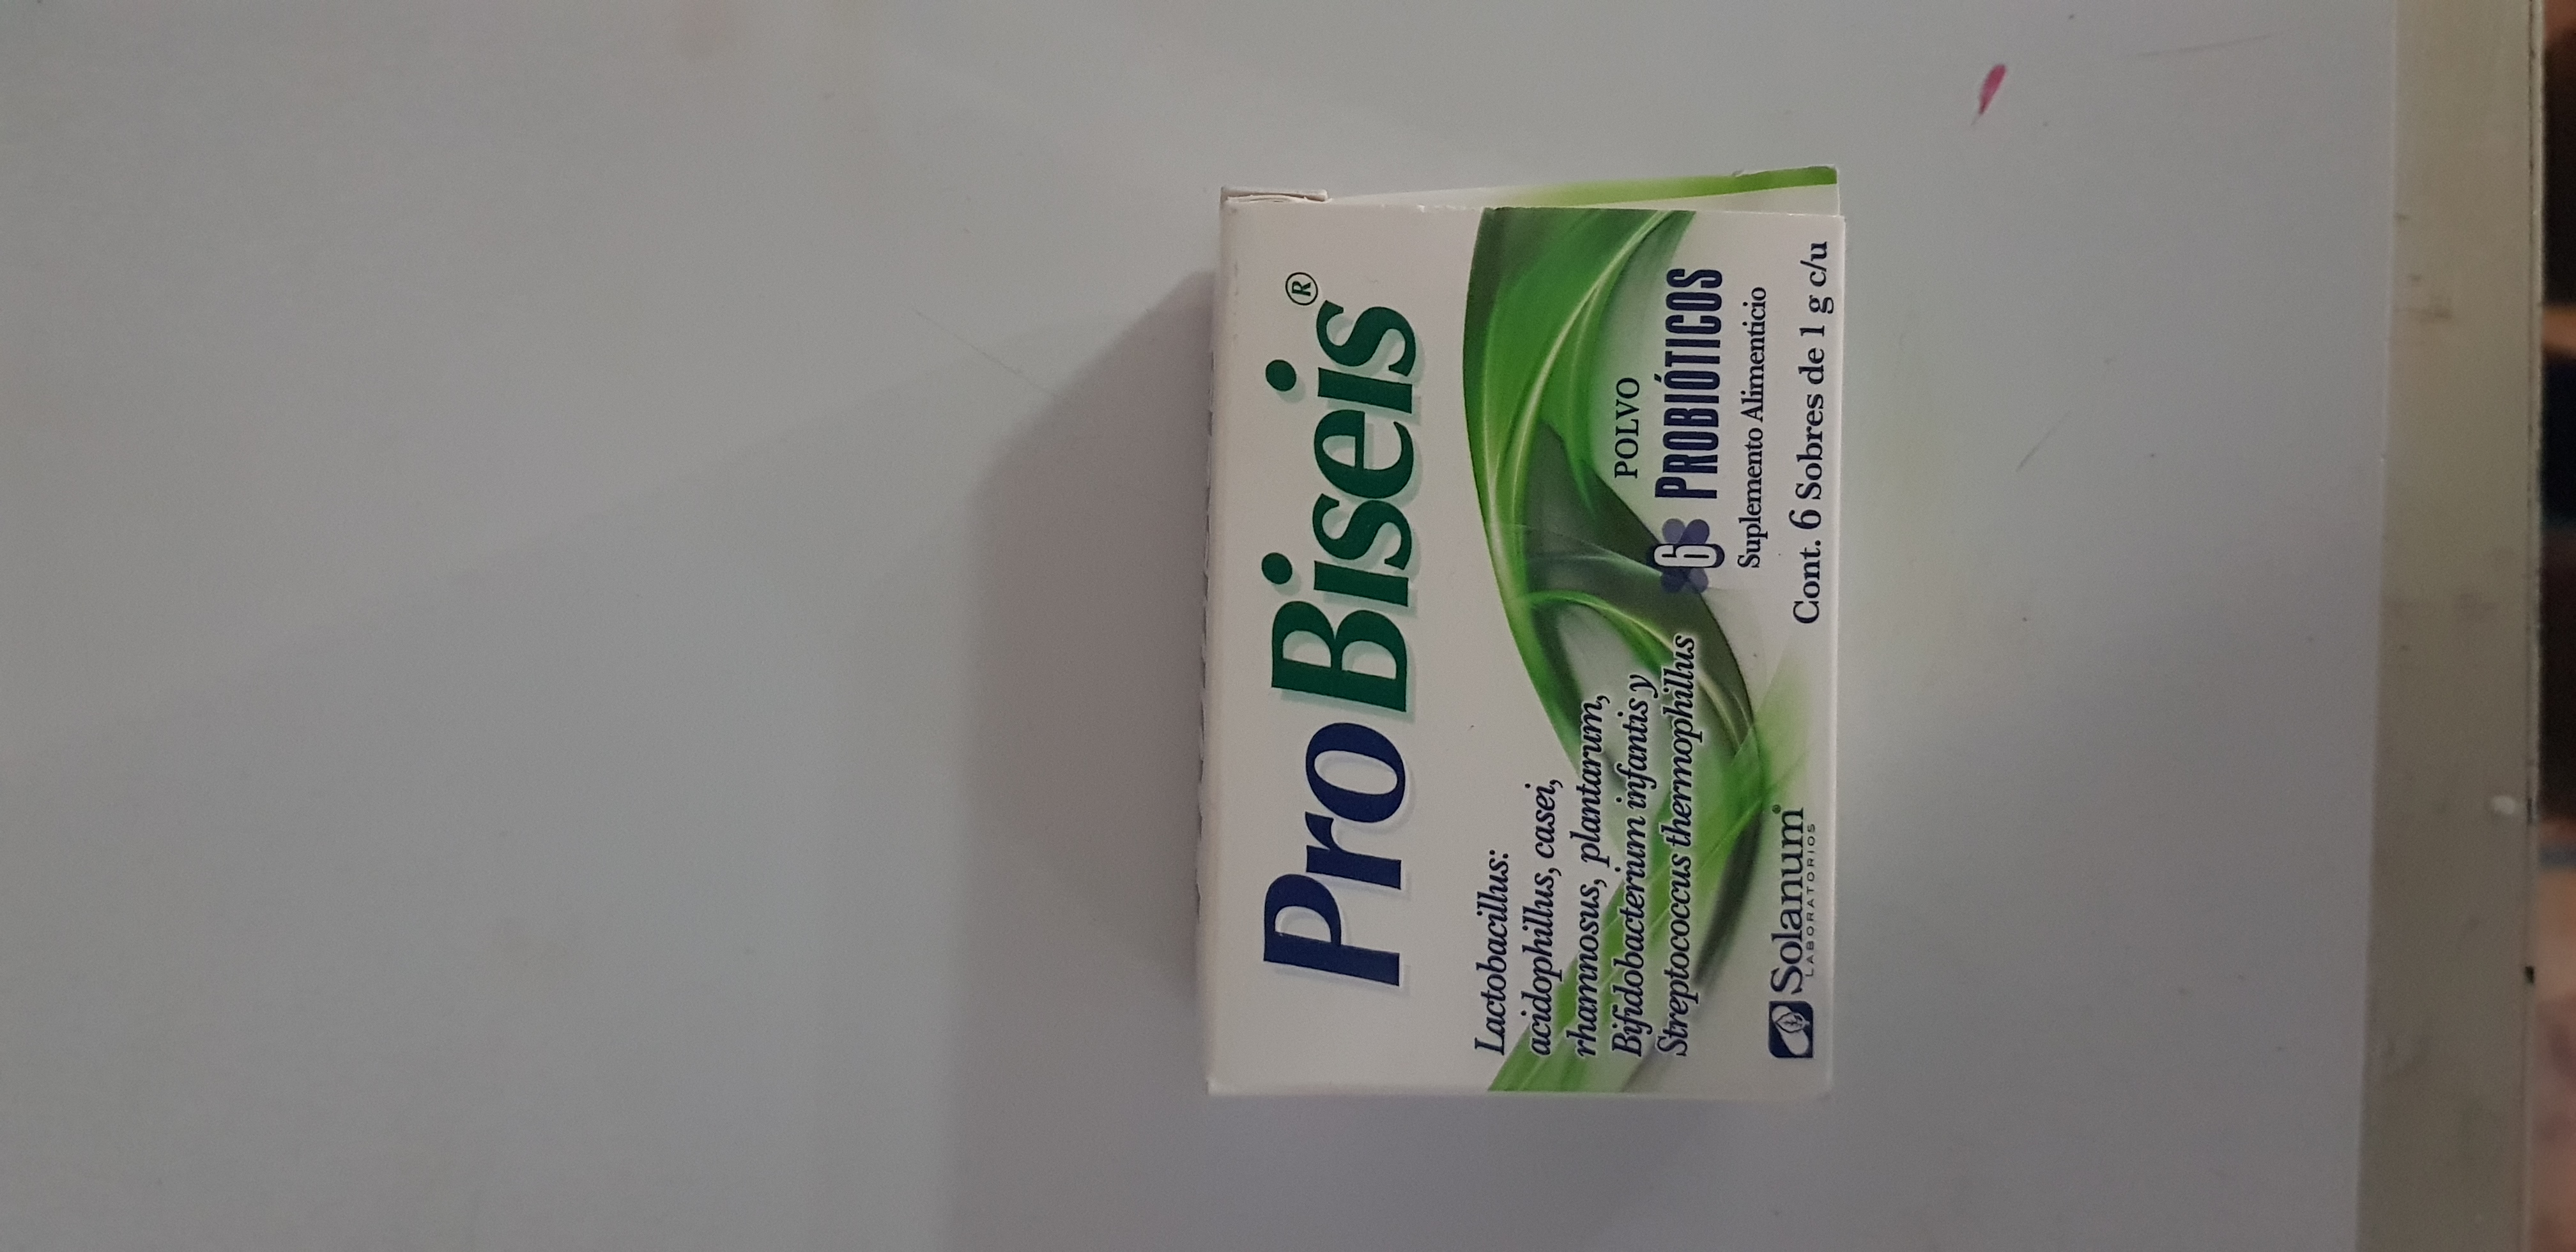 ProBiseis®
Lactobacillus:
acidophillus, casei,
rhamnosus, plantarum,
Bifidobacterium infantis y
Streptococcus thermophillus
POLVO
6 PROBIÓTICOS
Suplemento Alimenticio
Cont. 6 Sobres de 1 g c/u
Solanum®
LABORATORIOS